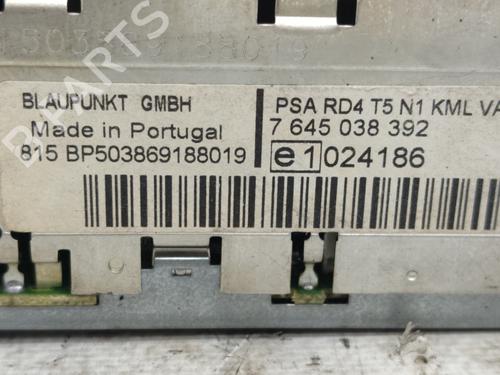 BLAUPUNKT GMBH
Made in Portugal
815 BP503869188019
PSA RD4 T5 N1 KML VA
7 645 038 392
e1 024186
B-PARTS